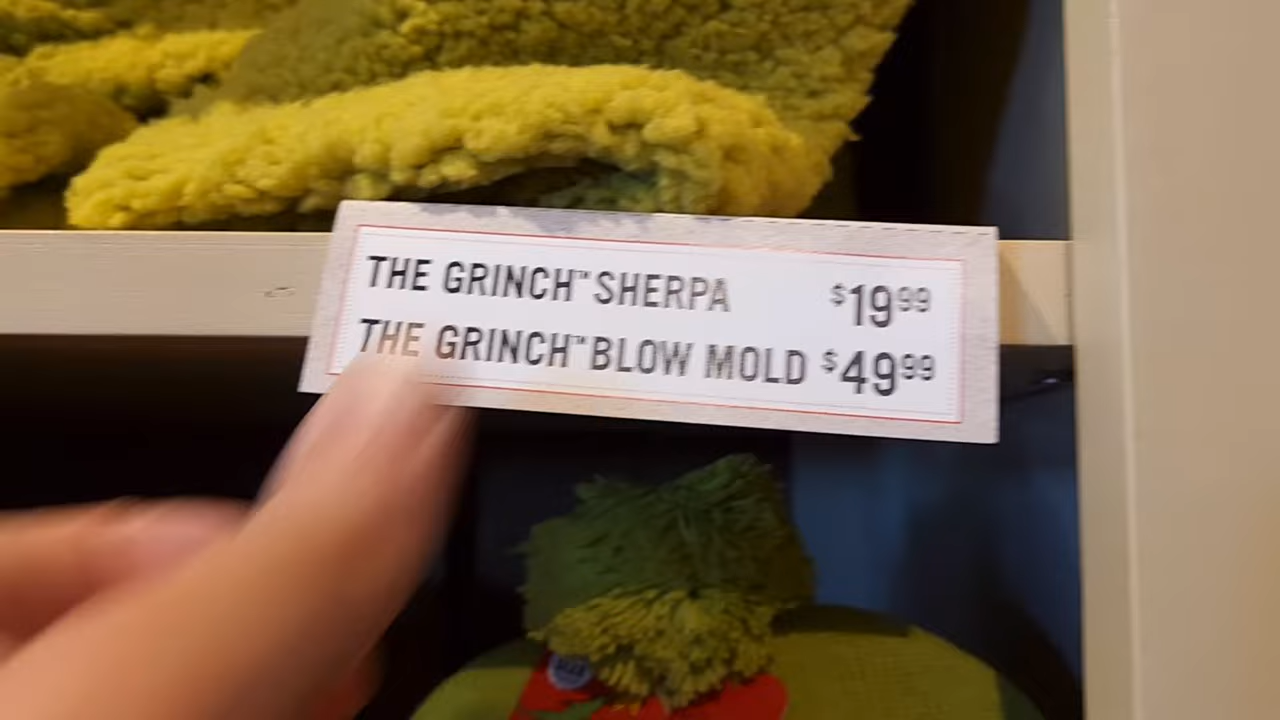 THE GRINCH™ SHERPA $19.99
THE GRINCH™ BLOW MOLD $49.99